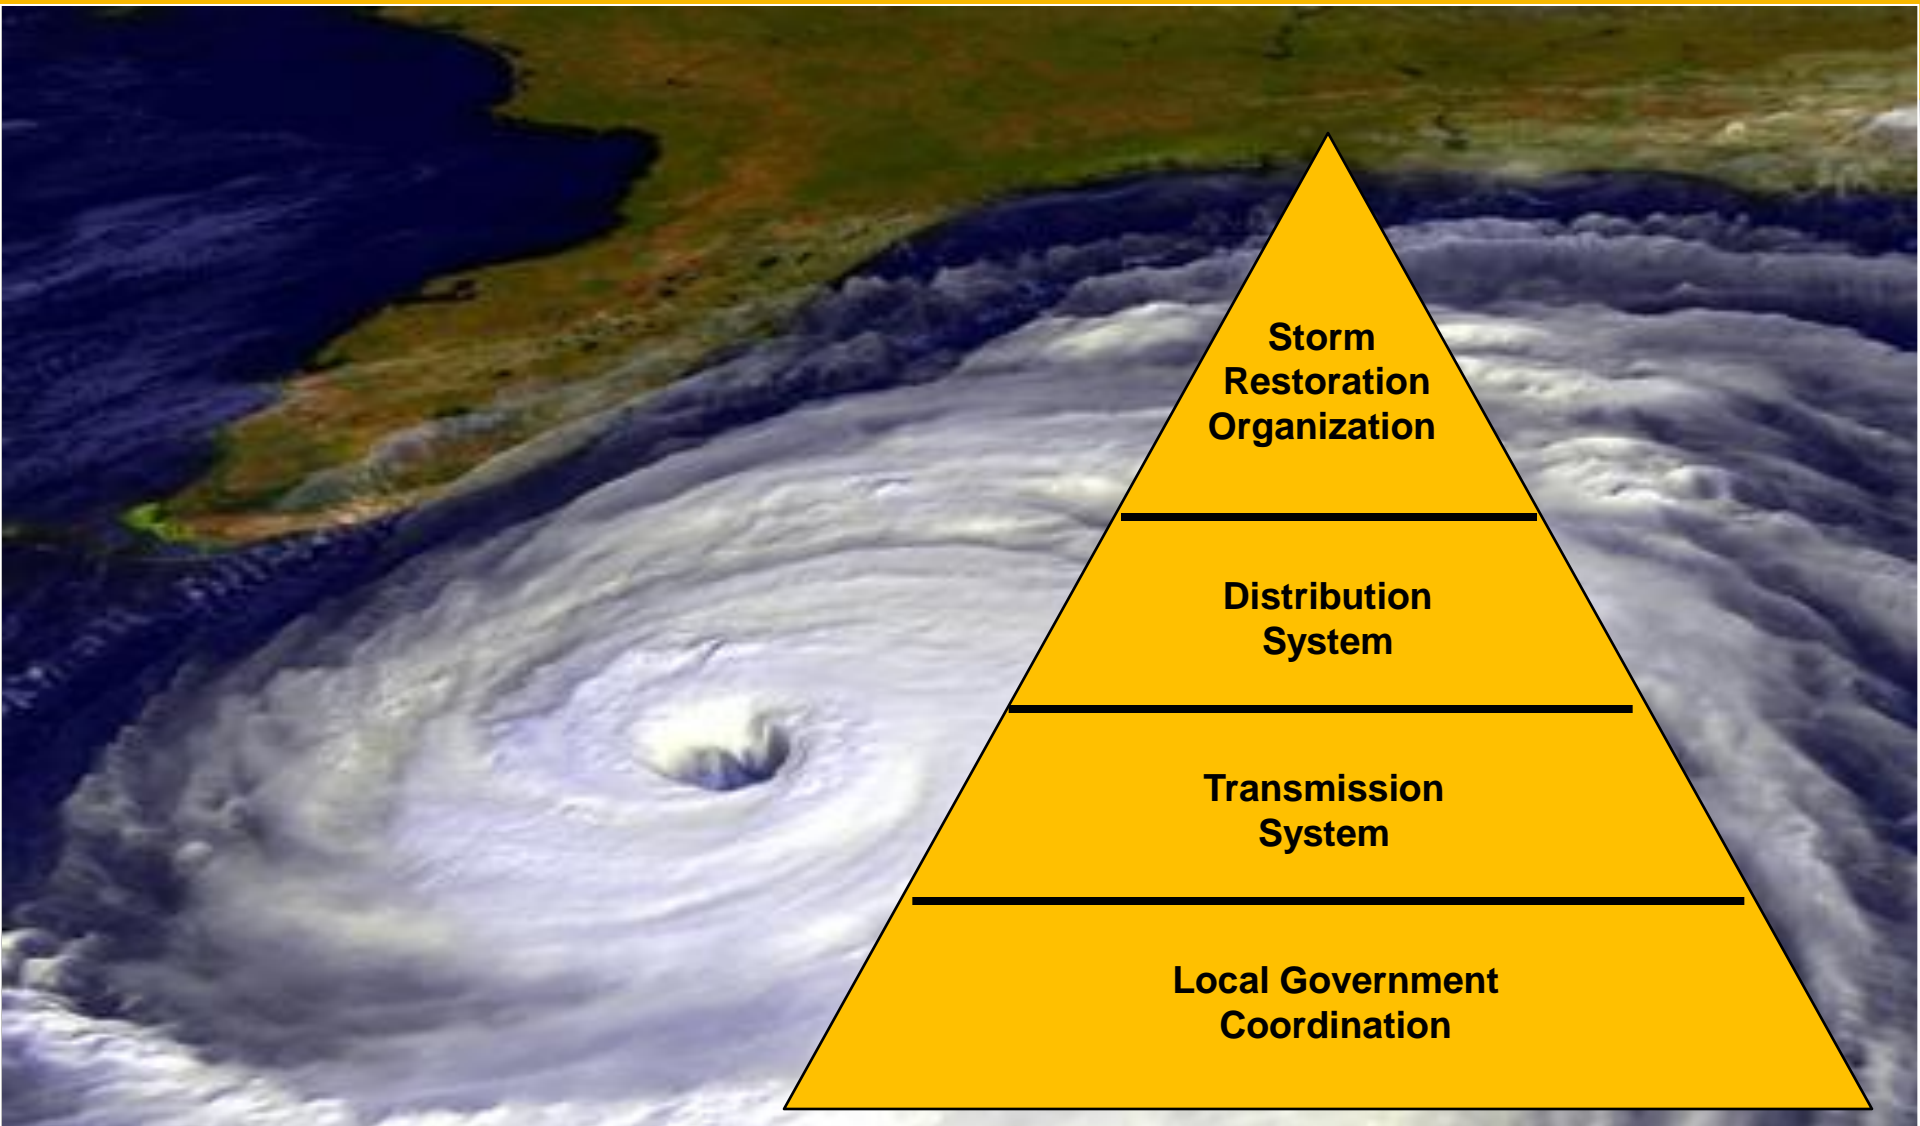 Storm
Restoration
Organization
Distribution
System
Transmission
System
Local Government
Coordination